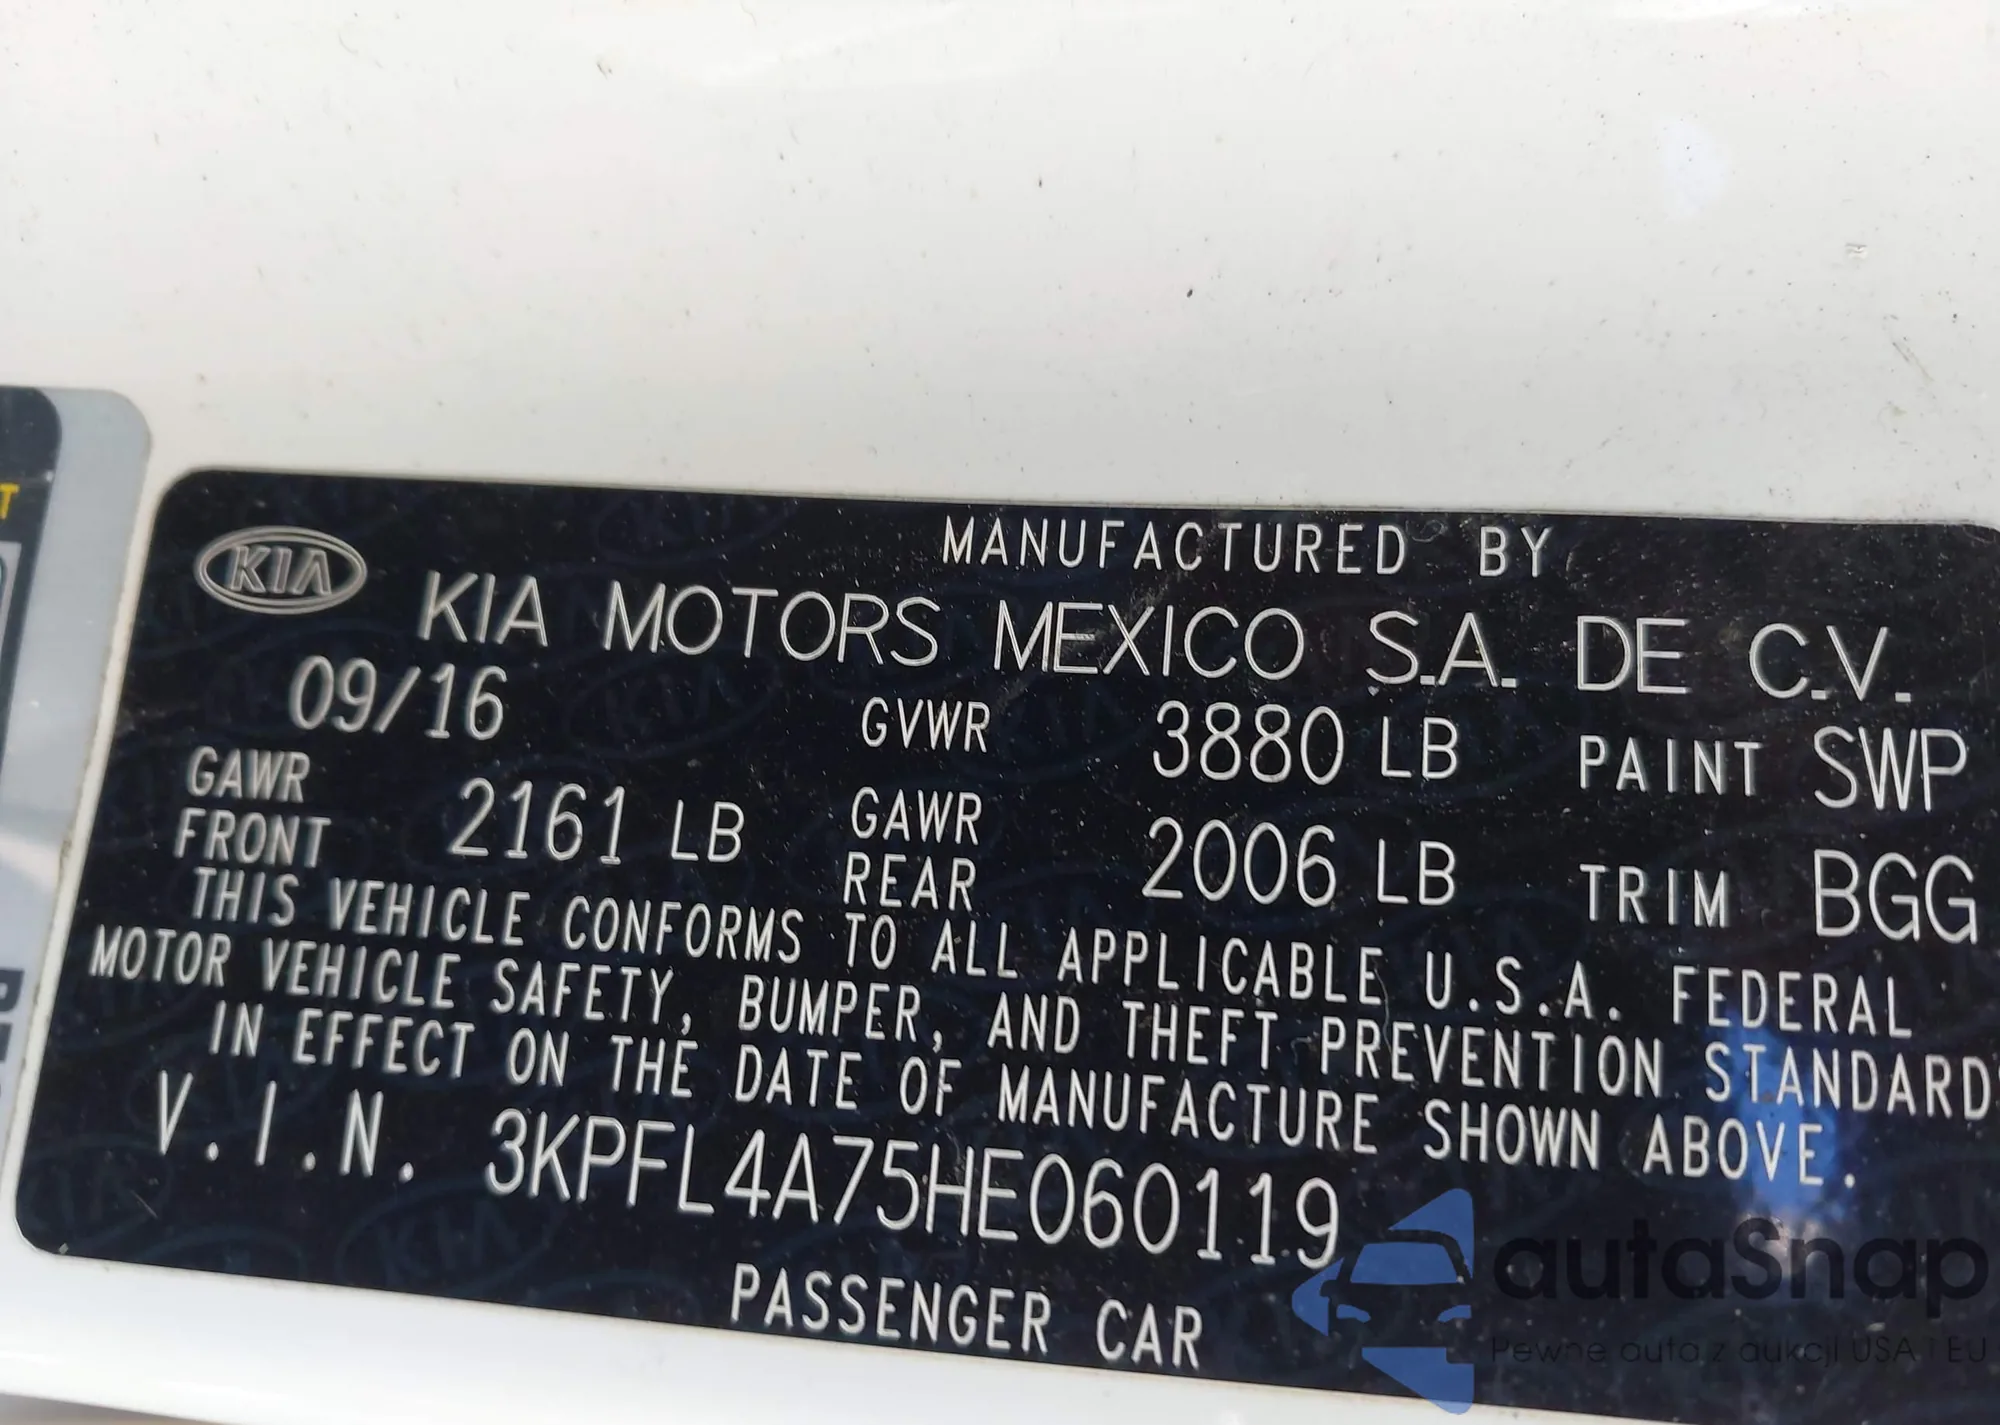 T
MANUFACTURED BY
KIA KIA MOTORS MEXICO S.A. DE C.V.
09/16 GVWR 3880 LB PAINT SWP
GAWR FRONT 2161 LB GAWR REAR 2006 LB TRIM BGG
THIS VEHICLE CONFORMS TO ALL APPLICABLE U.S.A. FEDERAL
MOTOR VEHICLE SAFETY, BUMPER, AND THEFT PREVENTION STANDARDS
IN EFFECT ON THE DATE OF MANUFACTURE SHOWN ABOVE.
V.I.N. 3KPFL4A75HE060119
PASSENGER CAR
autaSnap
Pewne auta z aukcji USA i EU